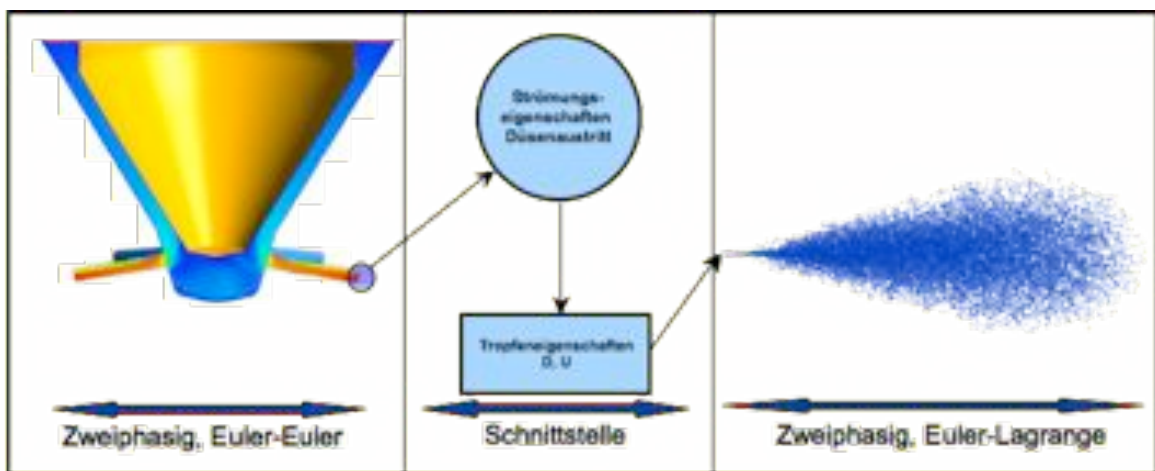 Strömungs-
eigenschaften
Düsenaustritt
Tropfeneigenschaften
D, U
Zweiphasig, Euler-Euler
Schnittstelle
Zweiphasig, Euler-Lagrange